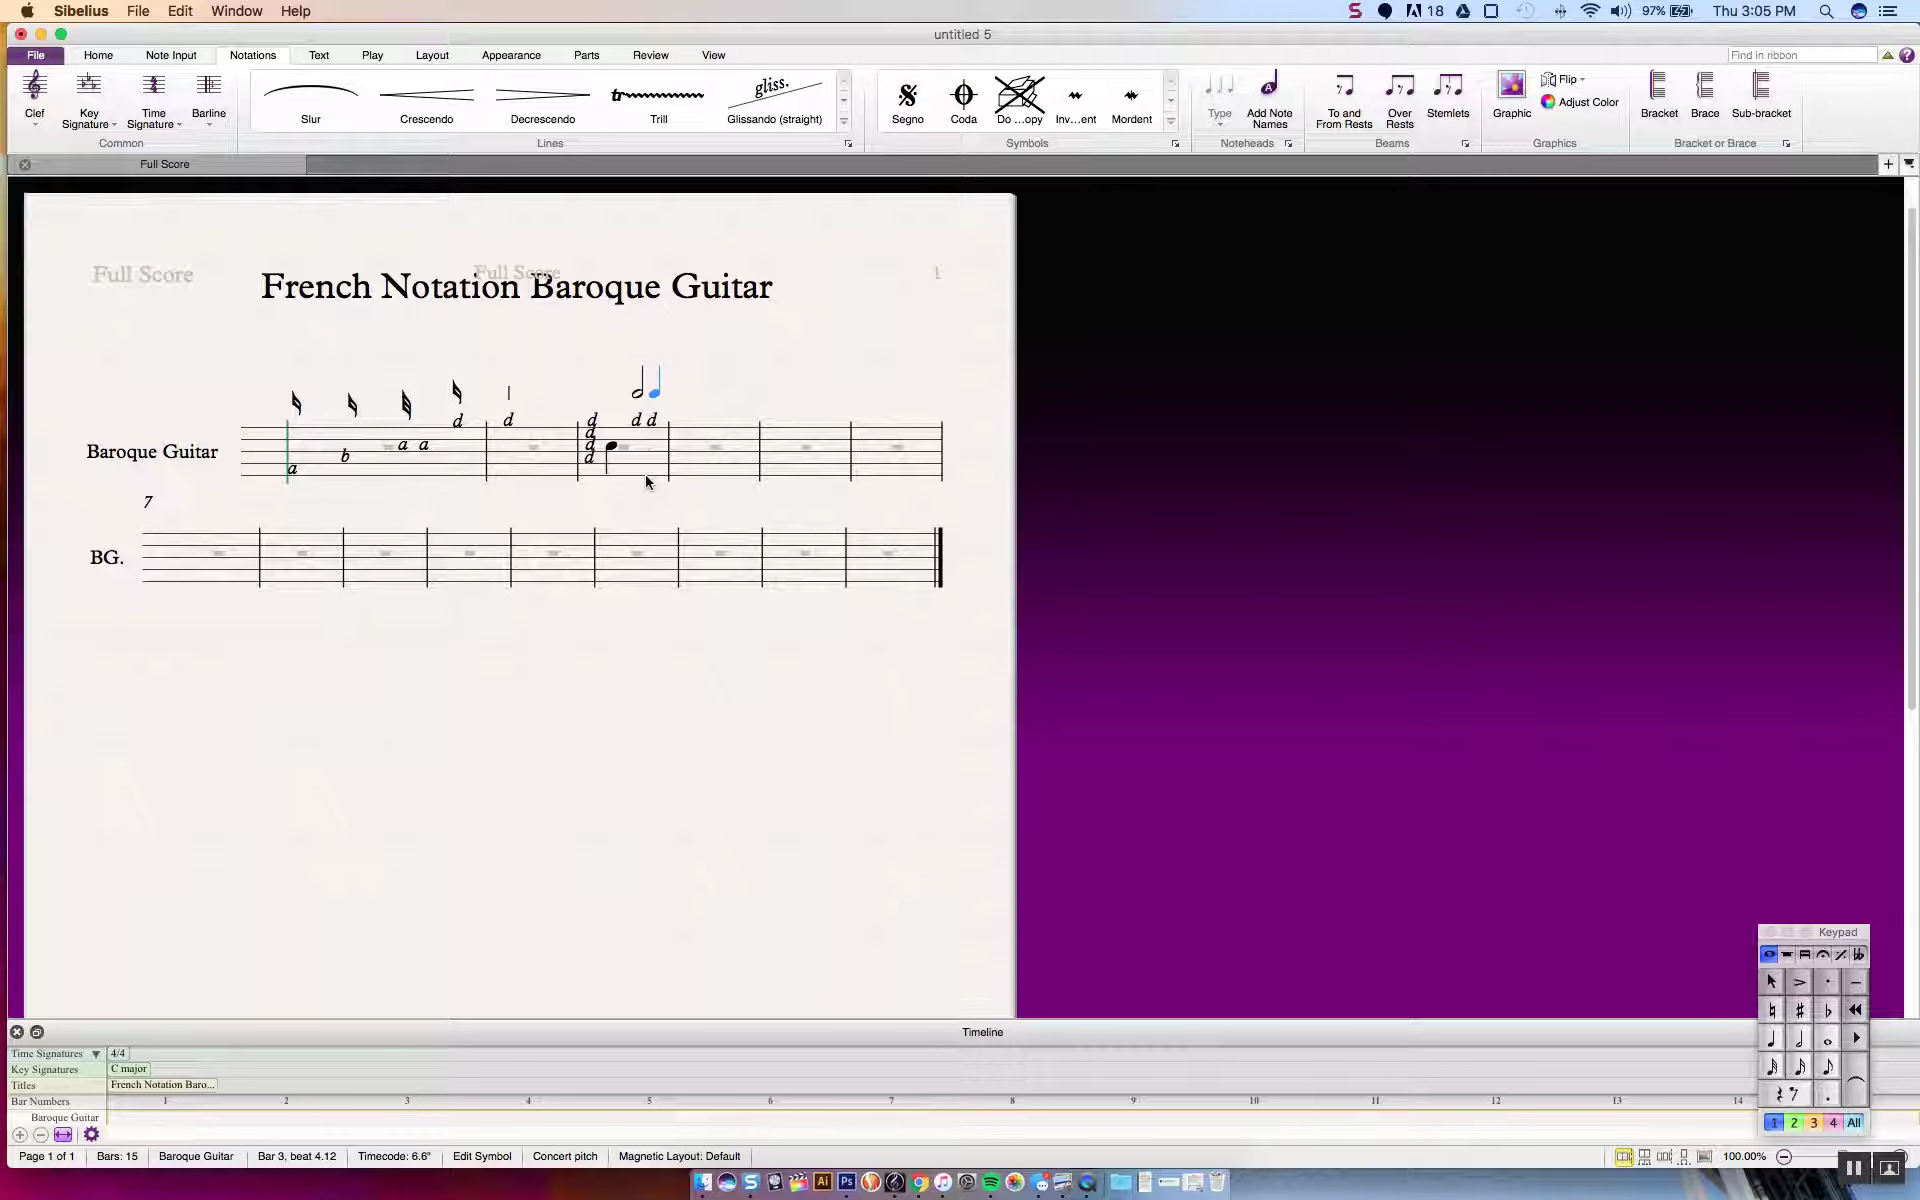 Sibelius File Edit Window Help 18 97% Thu 3:05 PM
untitled 5
File Home Note Input Notations Text Play Layout Appearance Parts Review View Find in ribbon
gliss.
tr
Flip
Adjust Color
Clef Key Signature Time Signature Barline Slur Crescendo Decrescendo Trill Glissando (straight) Segno Coda Do ...opy Inv...ent Mordent Type Add Note Names To and From Rests Over Rests Stemlets Graphic Bracket Brace Sub-bracket
Common Lines Symbols Noteheads Beams Graphics Bracket or Brace
Full Score
Full Score Full Score 1
French Notation Baroque Guitar
Baroque Guitar
a b a a d d d d d d d d
7
BG.
Keypad
1 2 3 4 All
Timeline
Time Signatures 4/4
Key Signatures C major
Titles French Notation Baro...
Bar Numbers 1 2 3 4 5 6 7 8 9 10 11 12 13 14
Baroque Guitar
Page 1 of 1 Bars: 15 Baroque Guitar Bar 3, beat 4.12 Timecode: 6.6" Edit Symbol Concert pitch Magnetic Layout: Default 100.00%
Ai Ps